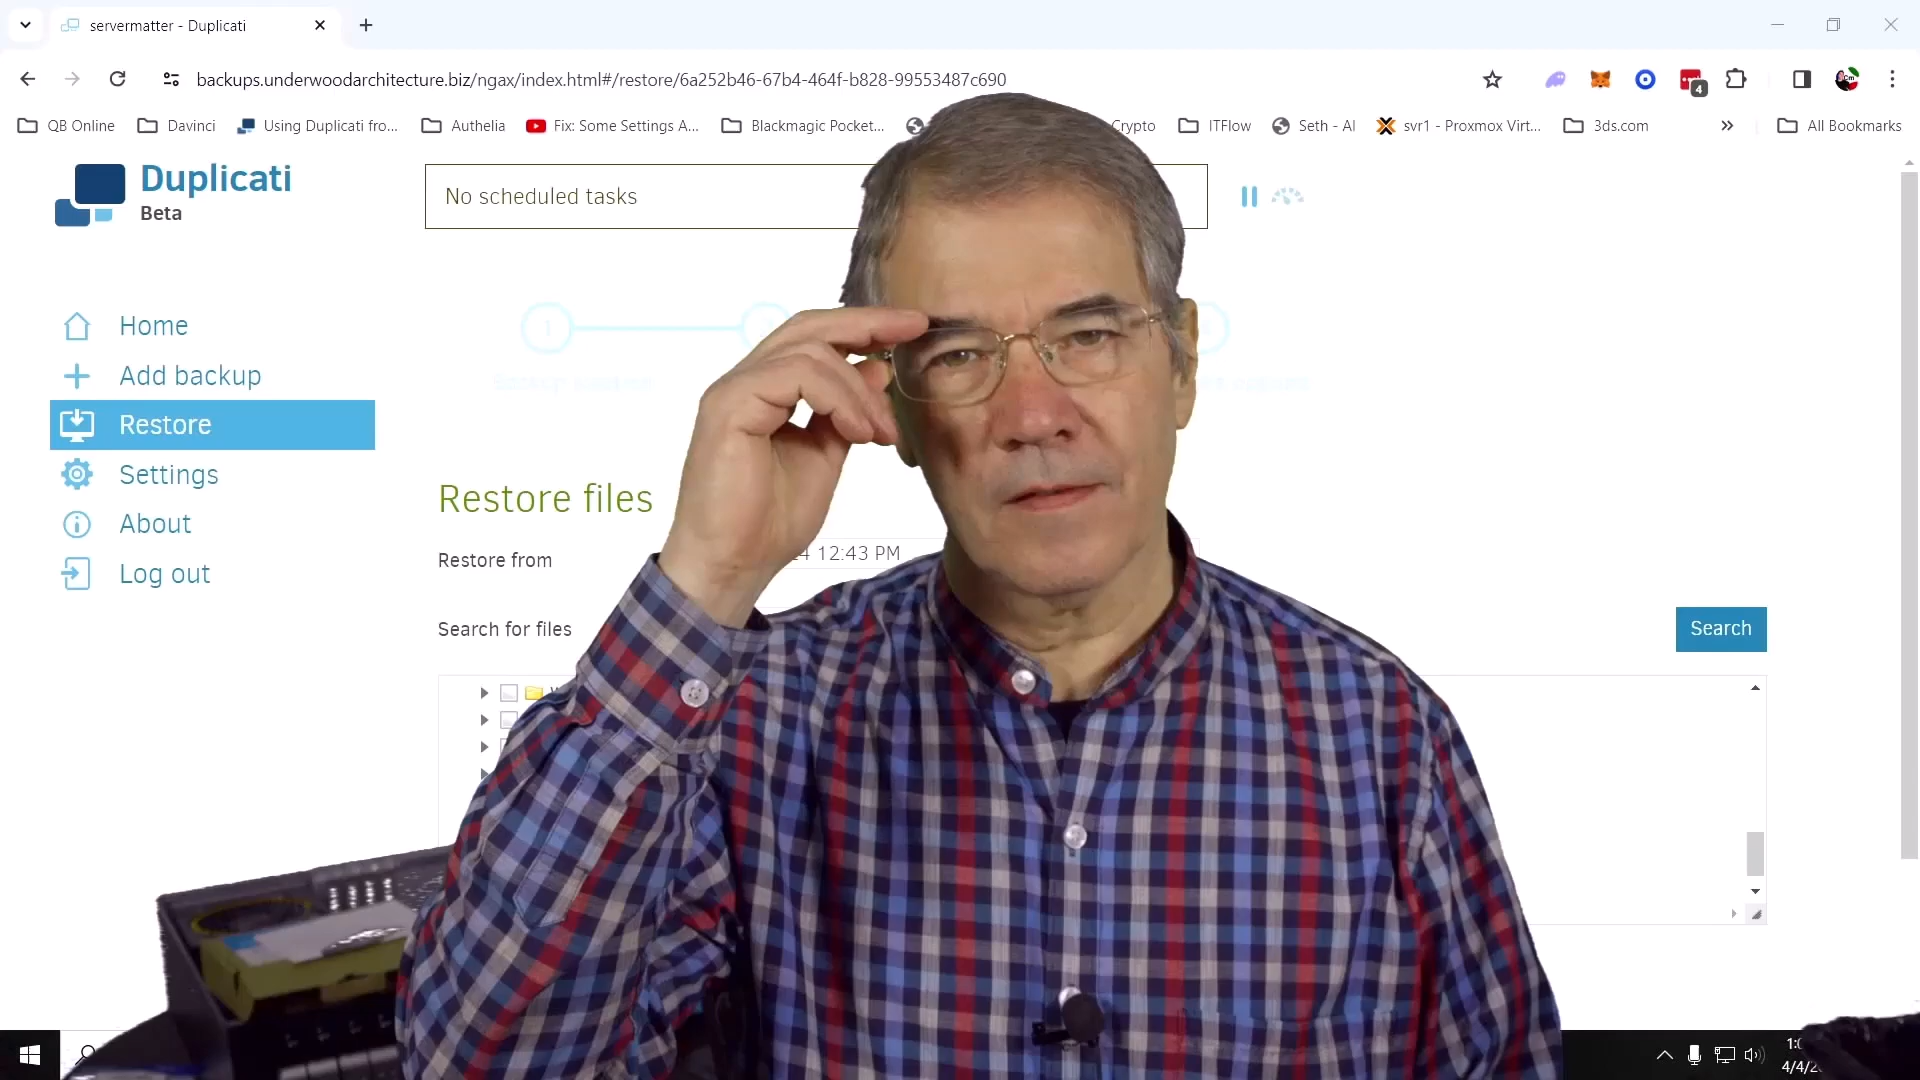 servermatter - Duplicati
backups.underwoodarchitecture.biz/ngax/index.html#/restore/6a252b46-67b4-464f-b828-99553487c690
4
QB Online
Davinci
Using Duplicati fro...
Authelia
Fix: Some Settings A...
Blackmagic Pocket...
Crypto
ITFlow
Seth - AI
svr1 - Proxmox Virt...
3ds.com
All Bookmarks
Duplicati
Beta
No scheduled tasks
Home
Add backup
Restore
Settings
About
Log out
1
Restore files
Restore from
12:43 PM
Search for files
Search